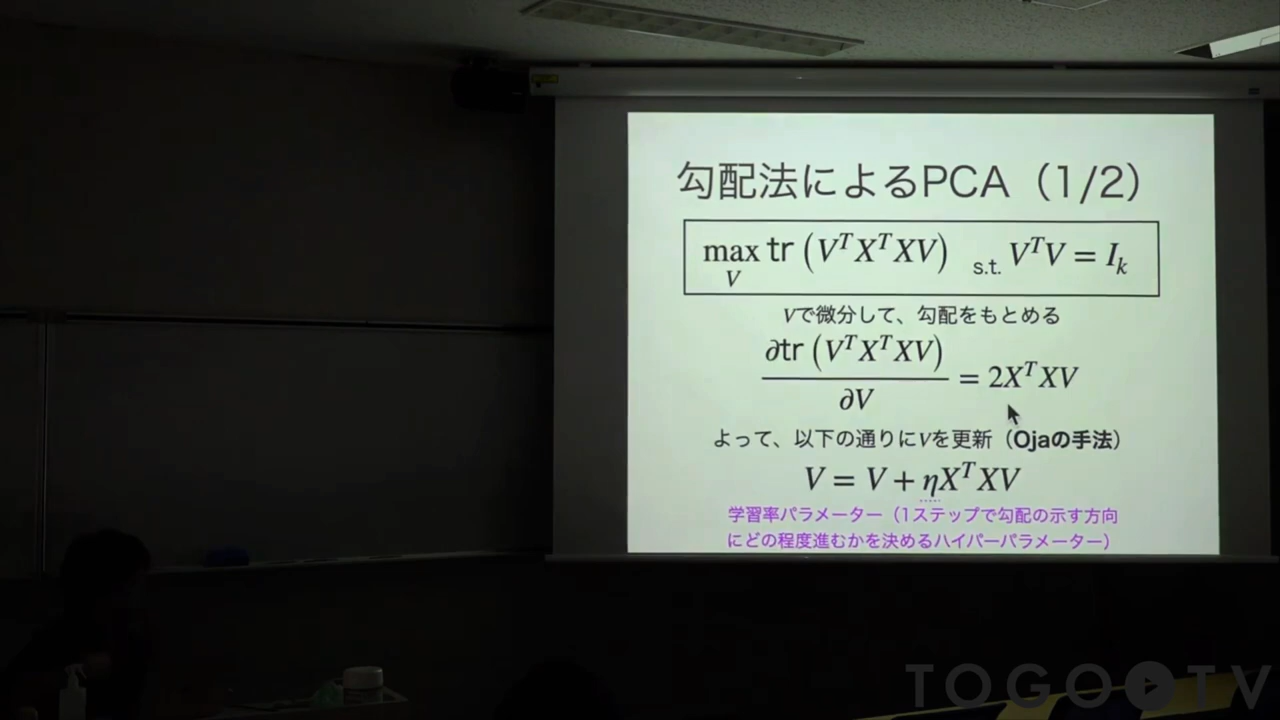 勾配法によるPCA（1/2）
max_V tr (V^T X^T XV) s.t. V^T V = I_k
Vで微分して、勾配をもとめる
∂tr (V^T X^T XV) / ∂V = 2X^T XV
よって、以下の通りにVを更新（Ojaの手法）
V = V + ηX^T XV
学習率パラメーター（1ステップで勾配の示す方向
にどの程度進むかを決めるハイパーパラメーター）
TOGO TV